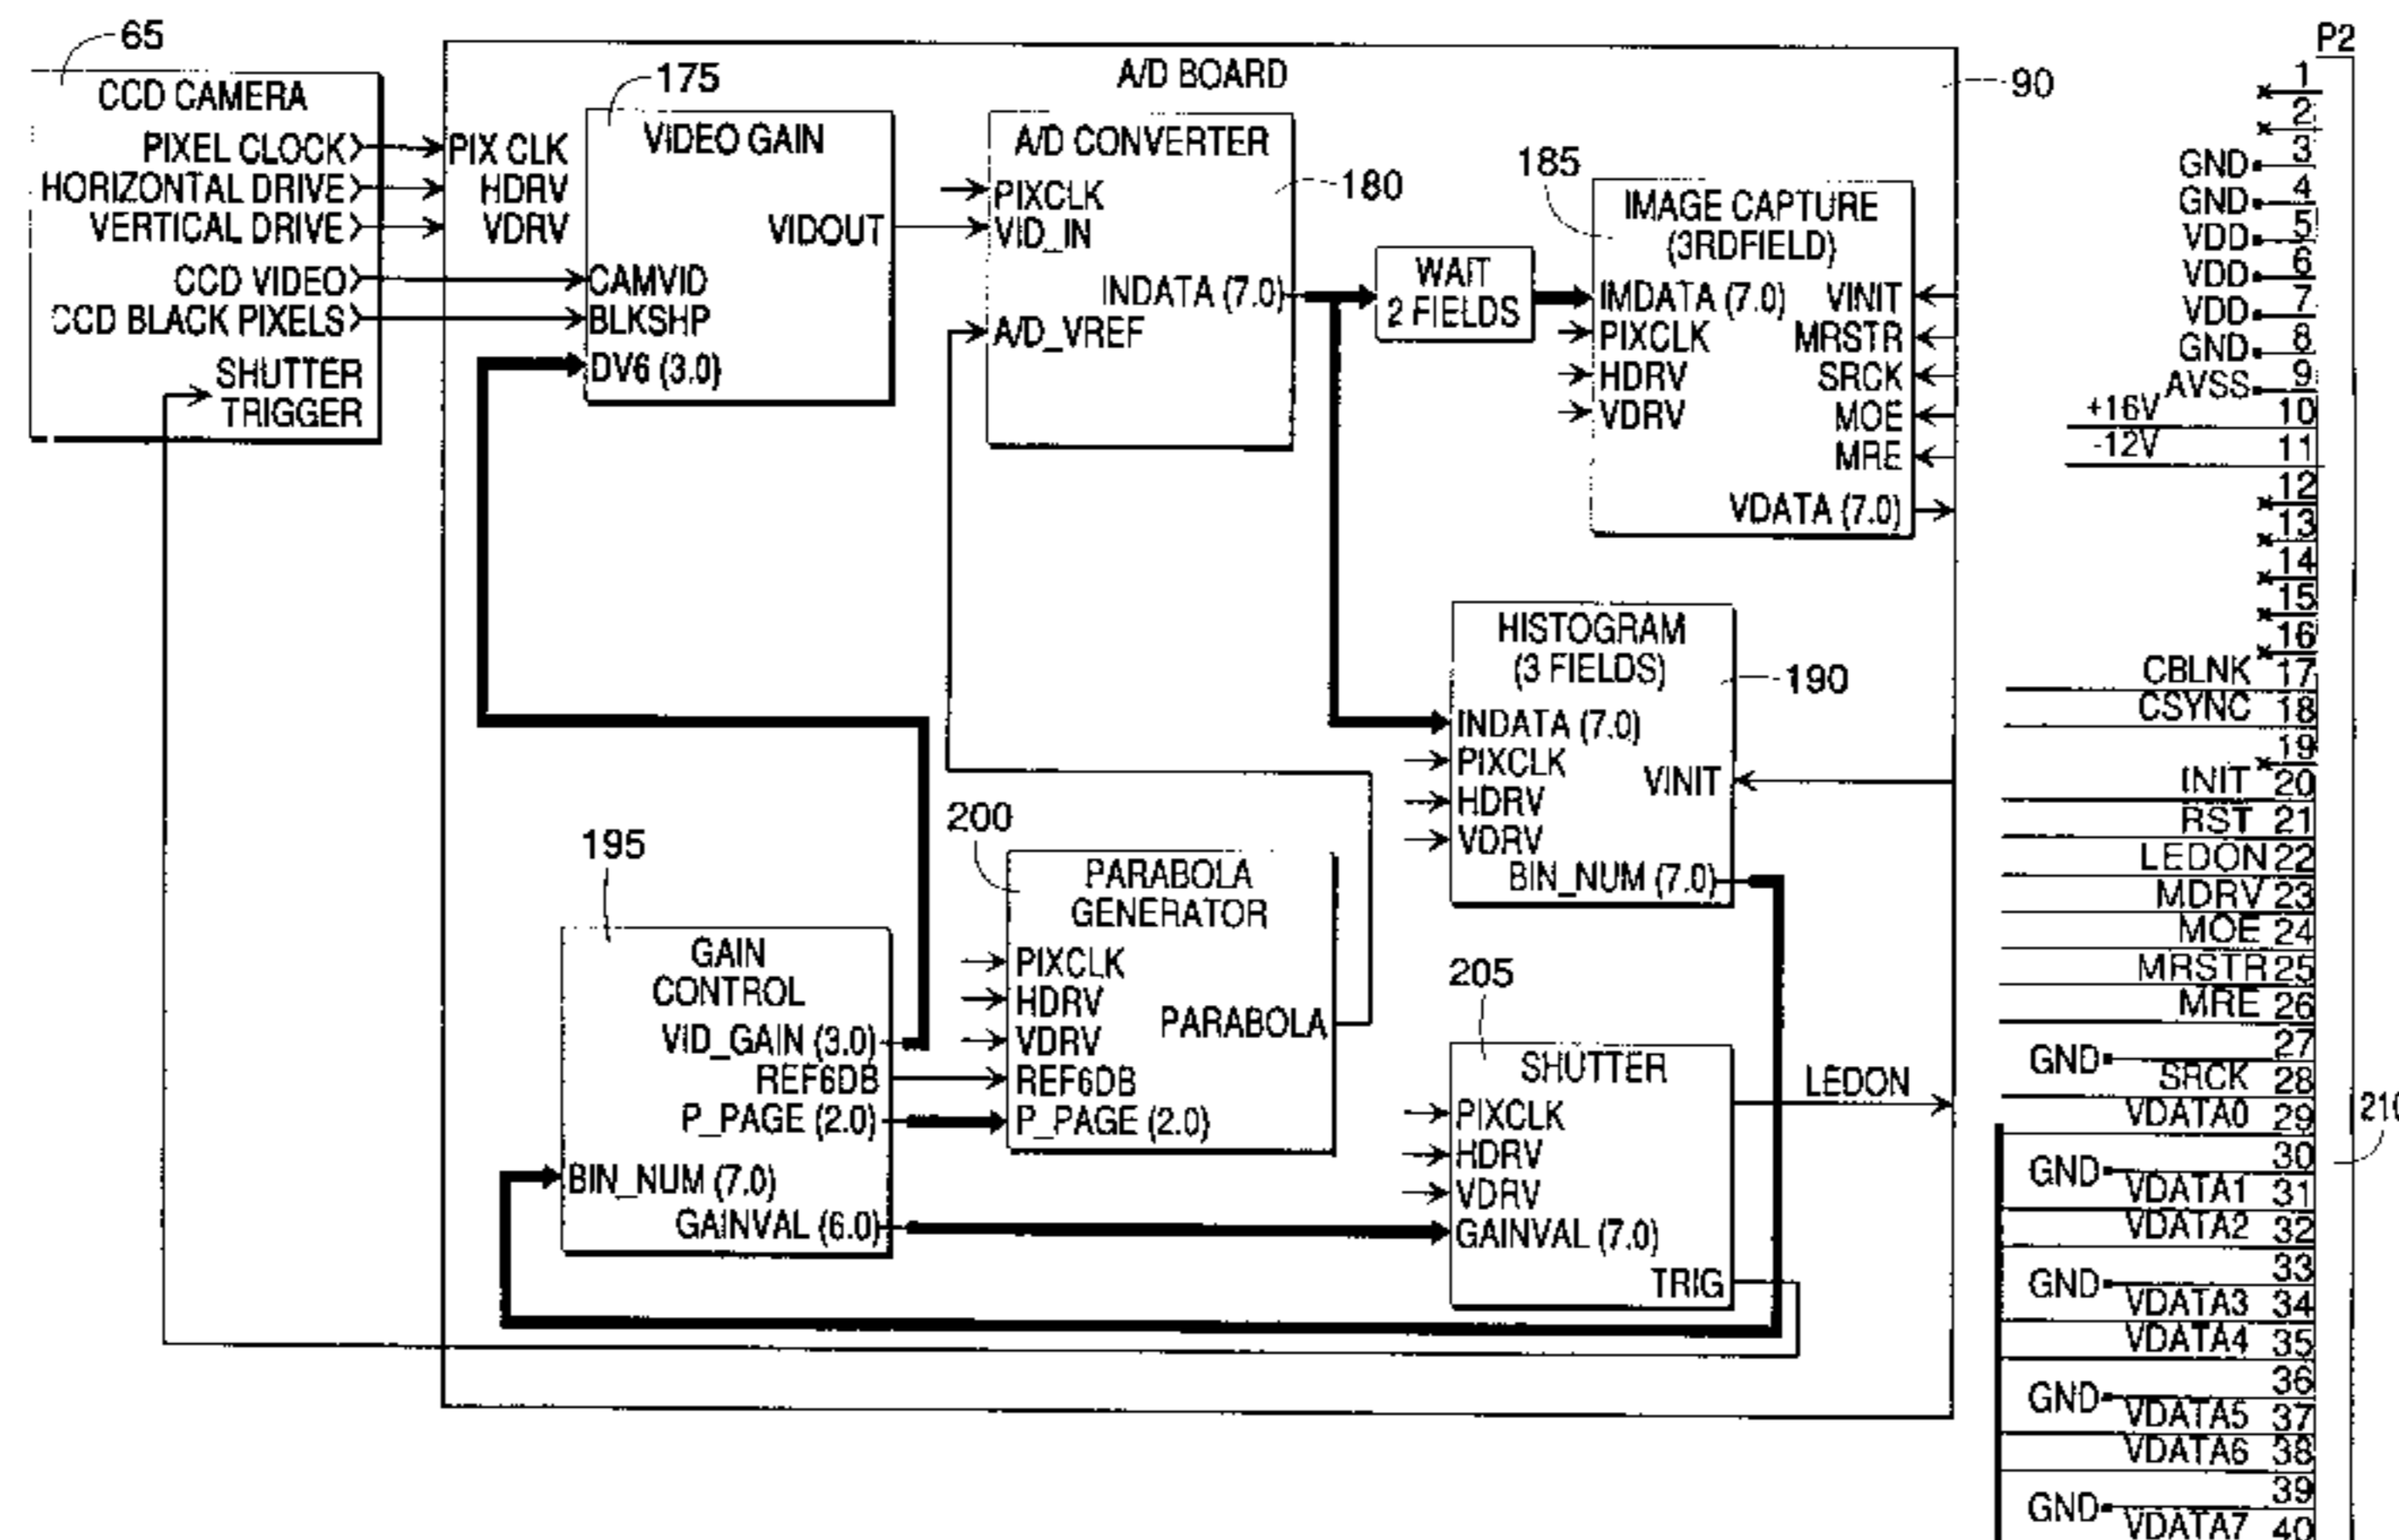 65
CCD CAMERA
PIXEL CLOCK
HORIZONTAL DRIVE
VERTICAL DRIVE
CCD VIDEO
CCD BLACK PIXELS
SHUTTER
TRIGGER
A/D BOARD
90
PIX CLK
HDRV
VDRV
175
VIDEO GAIN
VIDOUT
CAMVID
BLKSHP
DV6 (3.0)
A/D CONVERTER
180
PIXCLK
VID_IN
INDATA (7.0)
A/D_VREF
WAIT
2 FIELDS
185
IMAGE CAPTURE
(3RDFIELD)
IMDATA (7.0) VINIT
PIXCLK MRSTR
HDRV SRCK
VDRV MOE
MRE
VDATA (7.0)
HISTOGRAM
(3 FIELDS)
190
INDATA (7.0)
PIXCLK
VINIT
HDRV
VDRV
BIN_NUM (7.0)
195
GAIN
CONTROL
VID_GAIN (3.0)
REF6DB
P_PAGE (2.0)
BIN_NUM (7.0)
GAINVAL (6.0)
200
PARABOLA
GENERATOR
PIXCLK
HDRV
PARABOLA
VDRV
REF6DB
P_PAGE (2.0)
205
SHUTTER
LEDON
PIXCLK
HDRV
VDRV
GAINVAL (7.0)
TRIG
P2
1
2
GND 3
GND 4
VDD 5
VDD 6
VDD 7
GND 8
AVSS 9
+16V 10
-12V 11
12
13
14
15
16
CBLNK 17
CSYNC 18
19
INIT 20
RST 21
LEDON 22
MDRV 23
MOE 24
MRSTR 25
MRE 26
GND 27
SRCK 28
VDATA0 29
GND 30
VDATA1 31
VDATA2 32
GND 33
VDATA3 34
VDATA4 35
GND 36
VDATA5 37
VDATA6 38
GND 39
VDATA7 40
210